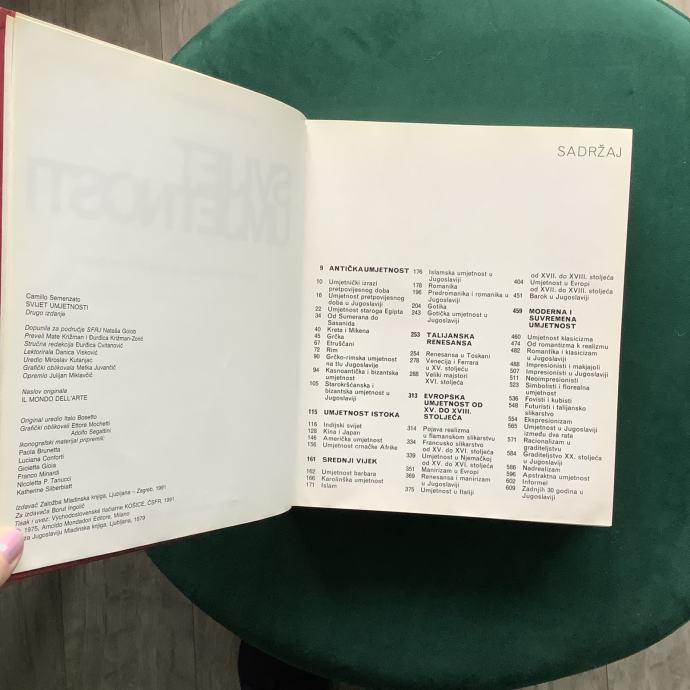 SVIJET
UMJETNOSTI
Camillo Semenzato
SVIJET UMJETNOSTI
Drugo izdanje
Dopunila za područje SFRJ Nataša Golob
Preveli Mate Križman i Đurđica Križman-Zorić
Stručna redakcija Đurđica Cvitanović
Lektorirala Danica Visković
Uredio Miroslav Kutanjac
Grafički oblikovala Metka Juvančič
Opremio Julijan Miklavčič
Naslov originala
IL MONDO DELL'ARTE
Original uredio Italo Bosetto
Grafički oblikovali Ettore Mochetti
Adolfo Segattini
Ikonografski materijal pripremili:
Paola Brunetta
Luciana Conforti
Gioietta Gioia
Franco Minardi
Nicoletta P. Tanucci
Katherine Silberblatt
Izdavač Založba Mladinska knjiga, Ljubljana – Zagreb, 1991
Za izdavača Borut Ingolič
Tisak i uvez: Východoslovenské tlačiarne KOŠICE, ČSFR, 1991
© 1975, Arnoldo Mondadori Editore, Milano
za Jugoslaviju Mladinska knjiga, Ljubljana, 1979
SADRŽAJ
9 ANTIČKA UMJETNOST
10 Umjetnički izrazi
pretpovijesnog doba
16 Umjetnost pretpovijesnog
doba u Jugoslaviji
22 Umjetnost staroga Egipta
34 Od Sumerana do
Sasanida
40 Kreta i Mikena
45 Grčka
67 Etruščani
72 Rim
90 Grčko-rimska umjetnost
na tlu Jugoslavije
94 Kasnoantička i bizantska
umjetnost
105 Starokršćanska i
bizantska umjetnost u
Jugoslaviji
115 UMJETNOST ISTOKA
116 Indijski svijet
128 Kina i Japan
146 Američke umjetnosti
156 Umjetnost crnačke Afrike
161 SREDNJI VIJEK
162 Umjetnost barbara
166 Karolinška umjetnost
171 Islam
176 Islamska umjetnost u
Jugoslaviji
178 Romanika
196 Predromanika i romanika u
Jugoslaviji
204 Gotika
243 Gotička umjetnost u
Jugoslaviji
253 TALIJANSKA
RENESANSA
254 Renesansa u Toskani
278 Venecija i Ferrara
u XV. stoljeću
288 Veliki majstori
XVI. stoljeća
313 EVROPSKA
UMJETNOST OD
XV. DO XVIII.
STOLJEĆA
314 Pojava realizma
u flamanskom slikarstvu
334 Francusko slikarstvo
od XV. do XVI. stoljeća
339 Umjetnost u Njemačkoj
od XV. do XVI. stoljeća
351 Manirizam u Evropi
369 Renesansa i manirizam
u Jugoslaviji
375 Umjetnost u Italiji
od XVII. do XVIII. stoljeća
404 Umjetnost u Evropi
od XVII. do XVIII. stoljeća
451 Barok u Jugoslaviji
459 MODERNA I
SUVREMENA
UMJETNOST
460 Umjetnost klasicizma
474 Od romantizma k realizmu
482 Romantika i klasicizam
u Jugoslaviji
488 Impresionisti i makjajoli
507 Impresionisti u Jugoslaviji
511 Neoimpresionisti
523 Simbolisti i florealna
umjetnost
536 Fovisti i kubisti
548 Futuristi i talijansko
slikarstvo
554 Ekspresionizam
565 Umjetnost u Jugoslaviji
između dva rata
571 Racionalizam u
graditeljstvu
584 Graditeljstvo XX. stoljeća
u Jugoslaviji
586 Nadrealizam
596 Apstraktna umjetnost
602 Informel
609 Zadnjih 30 godina u
Jugoslaviji